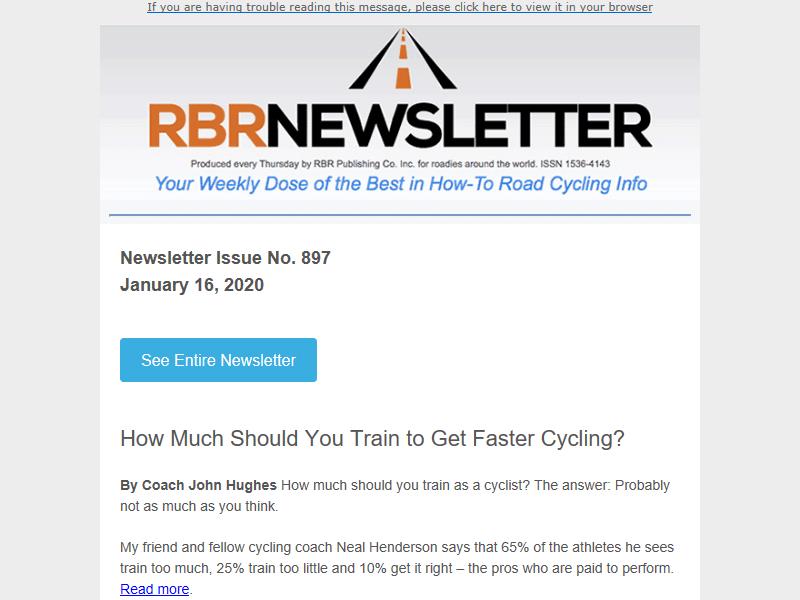 If you are having trouble reading this message, please click here to view it in your browser
RBRNEWSLETTER
Produced every Thursday by RBR Publishing Co. Inc. for roadies around the world. ISSN 1536-4143
Your Weekly Dose of the Best in How-To Road Cycling Info
Newsletter Issue No. 897
January 16, 2020
See Entire Newsletter
How Much Should You Train to Get Faster Cycling?
By Coach John Hughes How much should you train as a cyclist? The answer: Probably
not as much as you think.
My friend and fellow cycling coach Neal Henderson says that 65% of the athletes he sees
train too much, 25% train too little and 10% get it right – the pros who are paid to perform.
Read more.